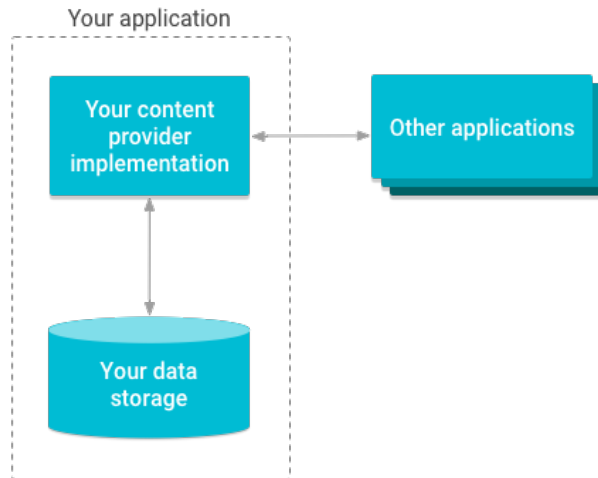 Your application
Your content
provider
implementation
Other applications
Your data
storage